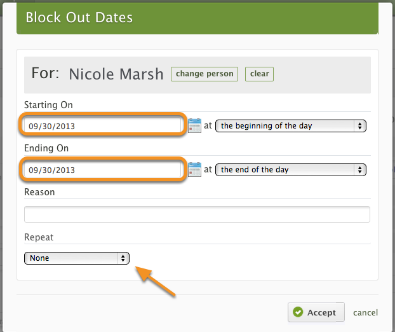 Block Out Dates
For: Nicole Marsh change person clear
Starting On
09/30/2013 at the beginning of the day
Ending On
09/30/2013 at the end of the day
Reason
Repeat
None
Accept cancel